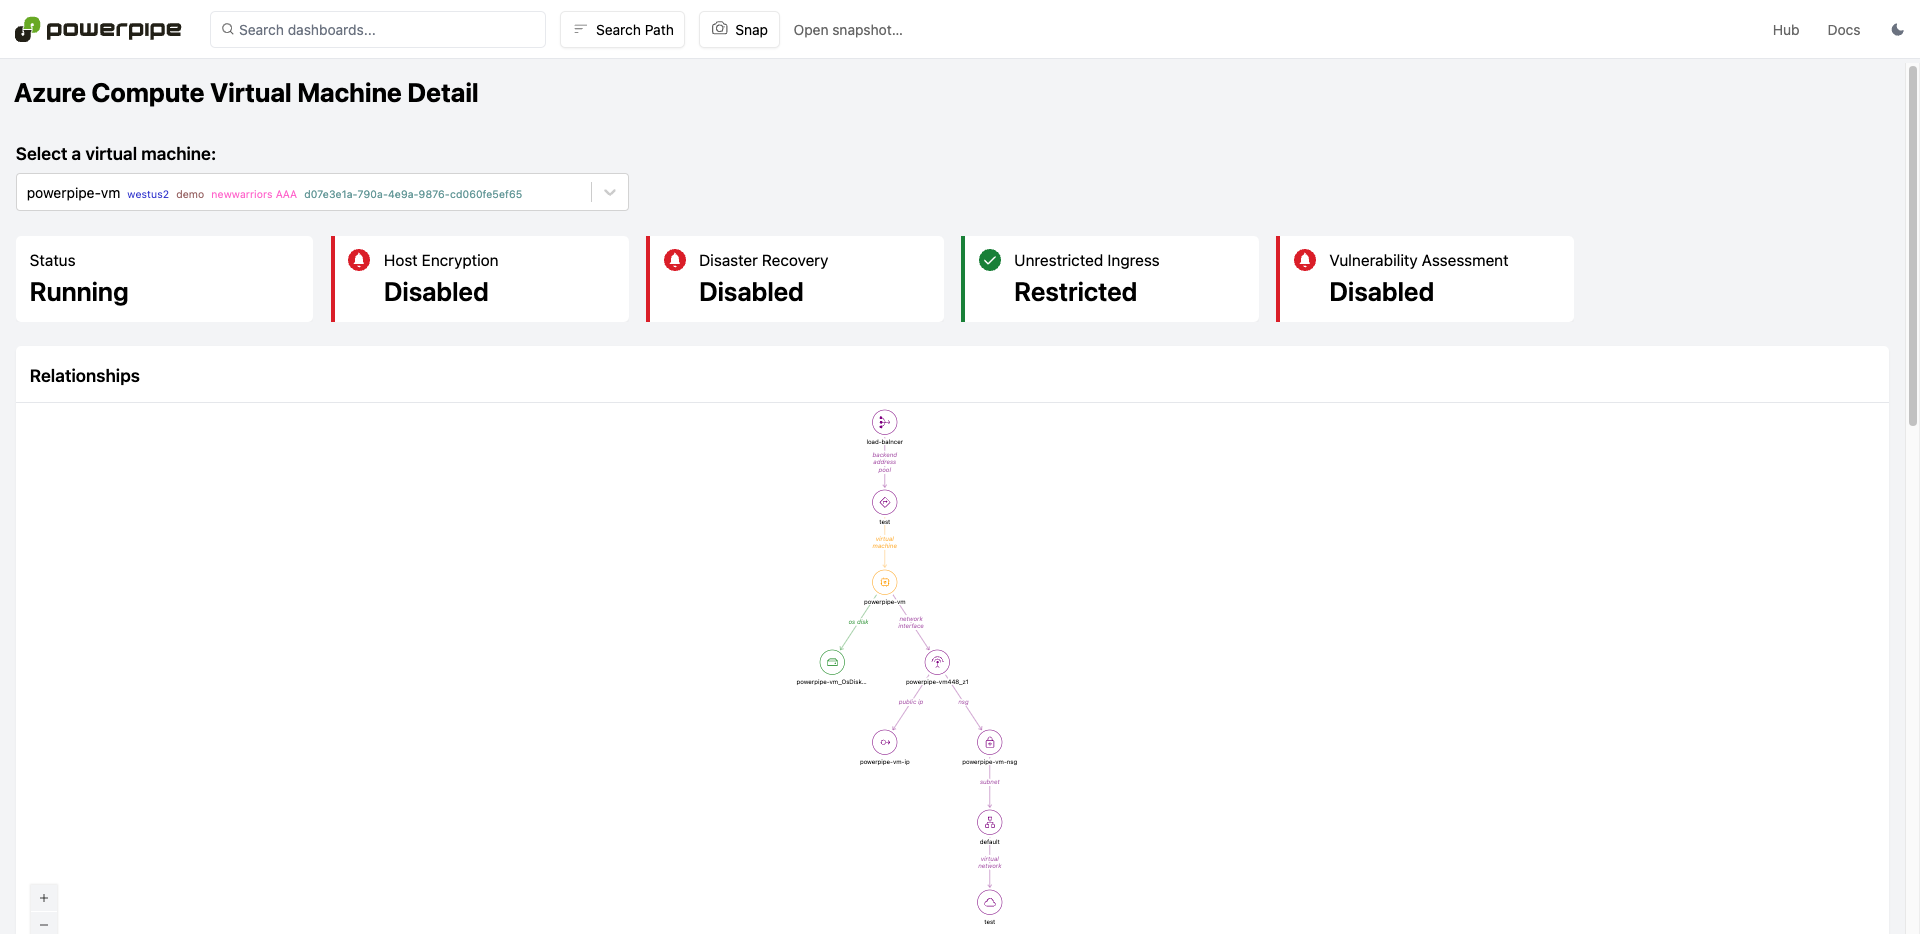 powerpipe
Search dashboards...
Search Path
Snap
Open snapshot...
Hub
Docs
Azure Compute Virtual Machine Detail
Select a virtual machine:
powerpipe-vm westus2 demo newwarriors AAA d07e3e1a-790a-4e9a-9876-cd060fe5ef65
Status
Running
Host Encryption
Disabled
Disaster Recovery
Disabled
Unrestricted Ingress
Restricted
Vulnerability Assessment
Disabled
Relationships
load-balncer
backend
address
pool
test
virtual
machine
powerpipe-vm
os disk
network
interface
powerpipe-vm_OsDisk...
powerpipe-vm448_z1
public ip
nsg
powerpipe-vm-ip
powerpipe-vm-nsg
subnet
default
virtual
network
test